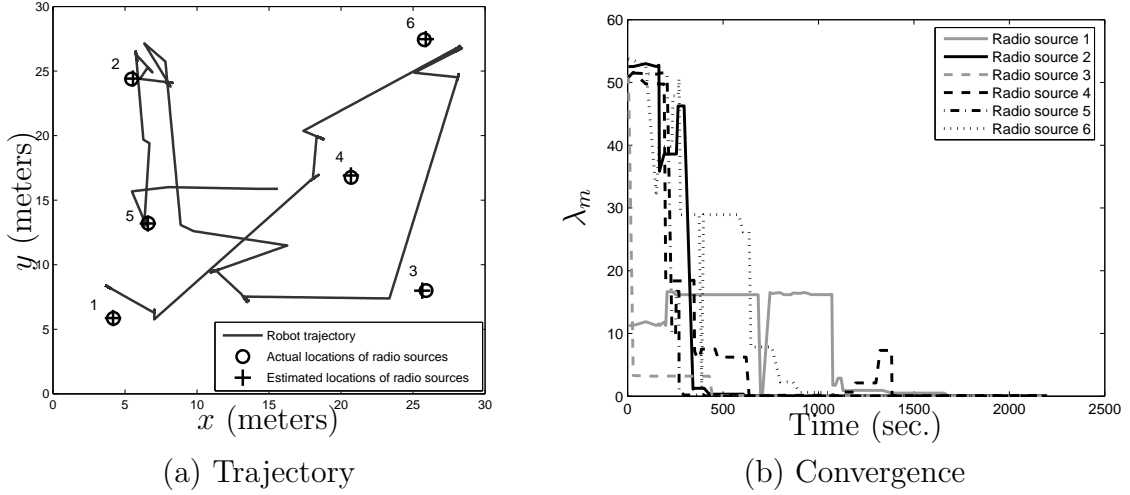 30
25
20
15
10
5
0
y (meters)
0
5
10
15
20
25
30
x (meters)
1
2
3
4
5
6
Robot trajectory
Actual locations of radio sources
Estimated locations of radio sources
(a) Trajectory
60
50
40
30
20
10
0
λm
0
500
1000
1500
2000
2500
Time (sec.)
Radio source 1
Radio source 2
Radio source 3
Radio source 4
Radio source 5
Radio source 6
(b) Convergence